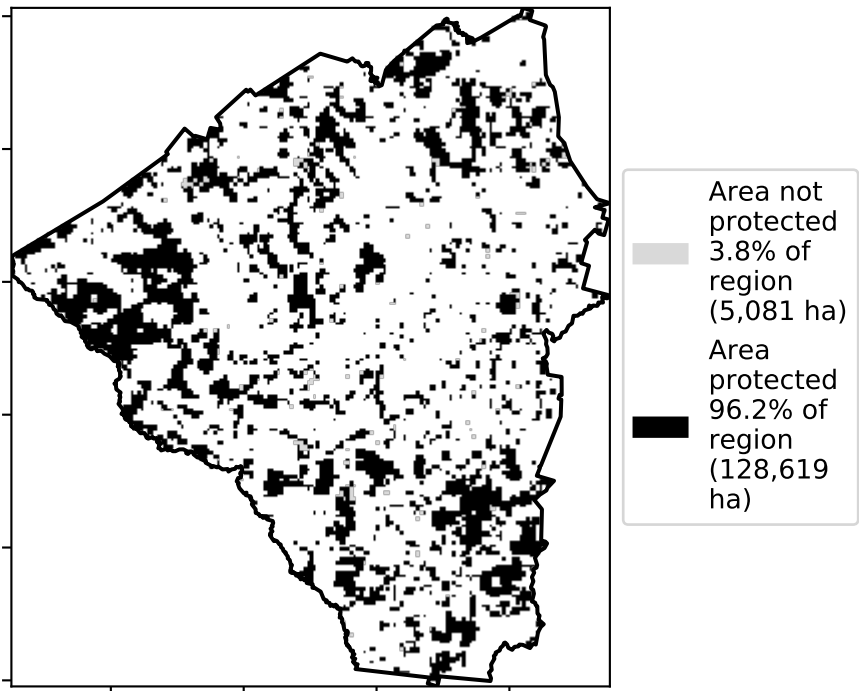 Area not
protected
3.8% of
region
(5,081 ha)
Area
protected
96.2% of
region
(128,619
ha)